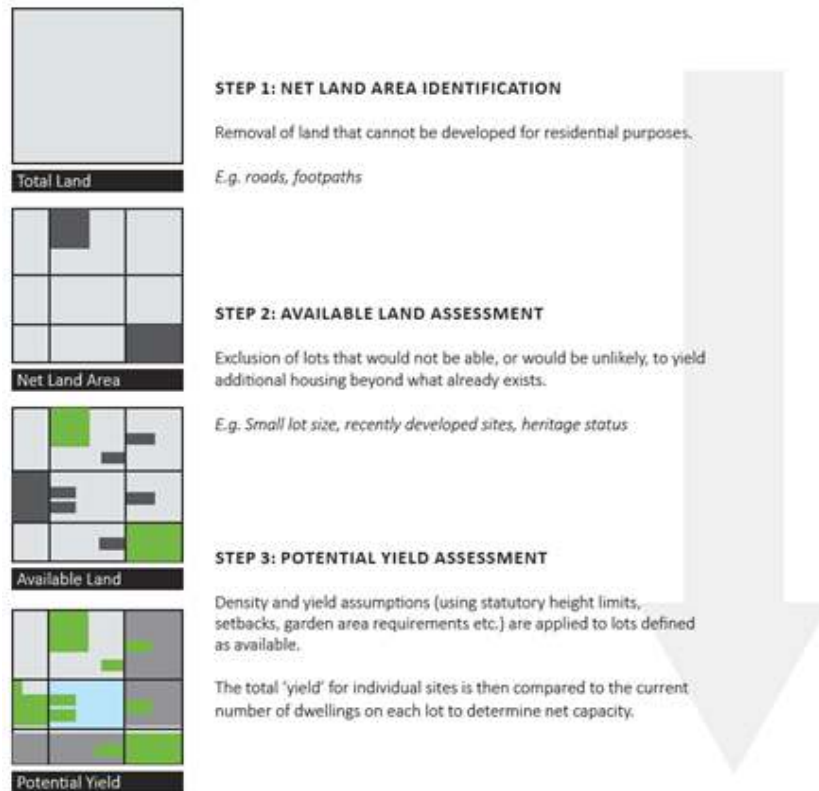 Total Land
STEP 1: NET LAND AREA IDENTIFICATION
Removal of land that cannot be developed for residential purposes.
E.g. roads, footpaths
Net Land Area
STEP 2: AVAILABLE LAND ASSESSMENT
Exclusion of lots that would not be able, or would be unlikely, to yield
additional housing beyond what already exists.
E.g. Small lot size, recently developed sites, heritage status
Available Land
STEP 3: POTENTIAL YIELD ASSESSMENT
Density and yield assumptions (using statutory height limits,
setbacks, garden area requirements etc.) are applied to lots defined
as available.
The total 'yield' for individual sites is then compared to the current
number of dwellings on each lot to determine net capacity.
Potential Yield